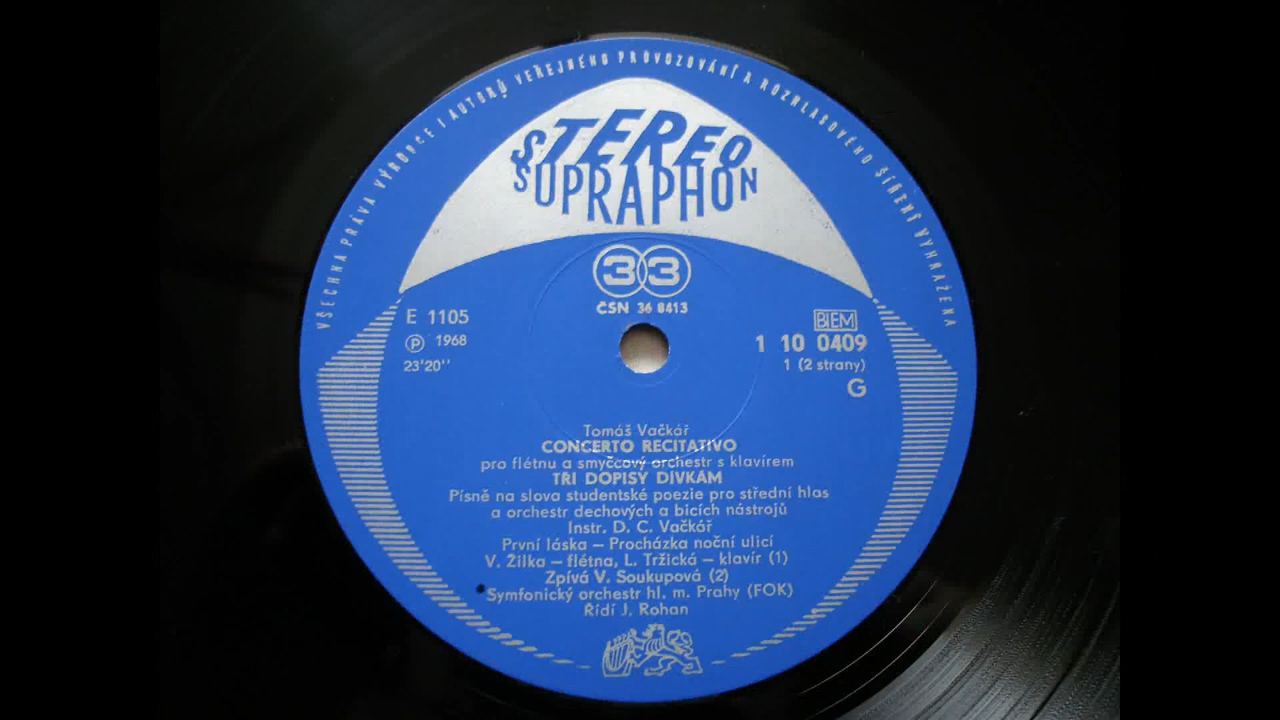 VŠECHNA PRÁVA VÝROBCE I AUTORŮ VEŘEJNÉHO PROVOZOVÁNÍ A ROZHLASOVÉHO ŠÍŘENÍ VYHRAŽENA
STEREO
SUPRAPHON
33
ČSN 36 8413
E 1105
Ⓟ 1968
23'20''
BIEM
1 10 0409
1 (2 strany)
G
Tomáš Vačkář
CONCERTO RECITATIVO
pro flétnu a smyčcový orchestr s klavírem
TŘI DOPISY DÍVKÁM
Písně na slova studentské poezie pro střední hlas
a orchestr dechových a bicích nástrojů
Instr. D. C. Vačkář
První láska – Procházka noční ulicí
V. Žilka – flétna, L. Tržická – klavír (1)
Zpívá V. Soukupová (2)
Symfonický orchestr hl. m. Prahy (FOK)
Řídí J. Rohan